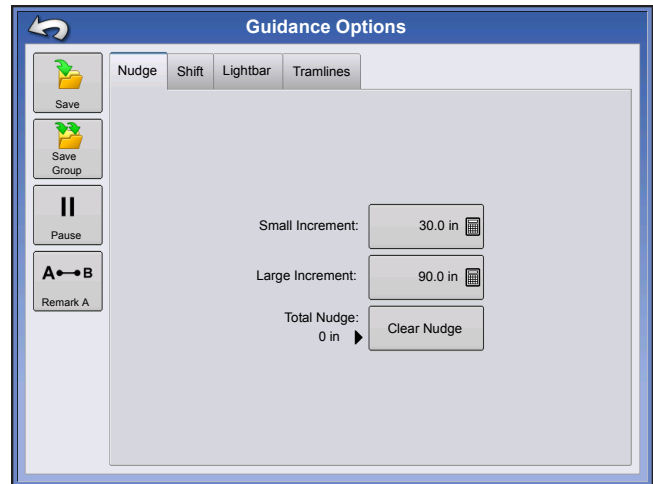 Guidance Options
Save
Save
Group
Pause
A B
Remark A
Nudge Shift Lightbar Tramlines
Small Increment: 30.0 in
Large Increment: 90.0 in
Total Nudge:
0 in
Clear Nudge